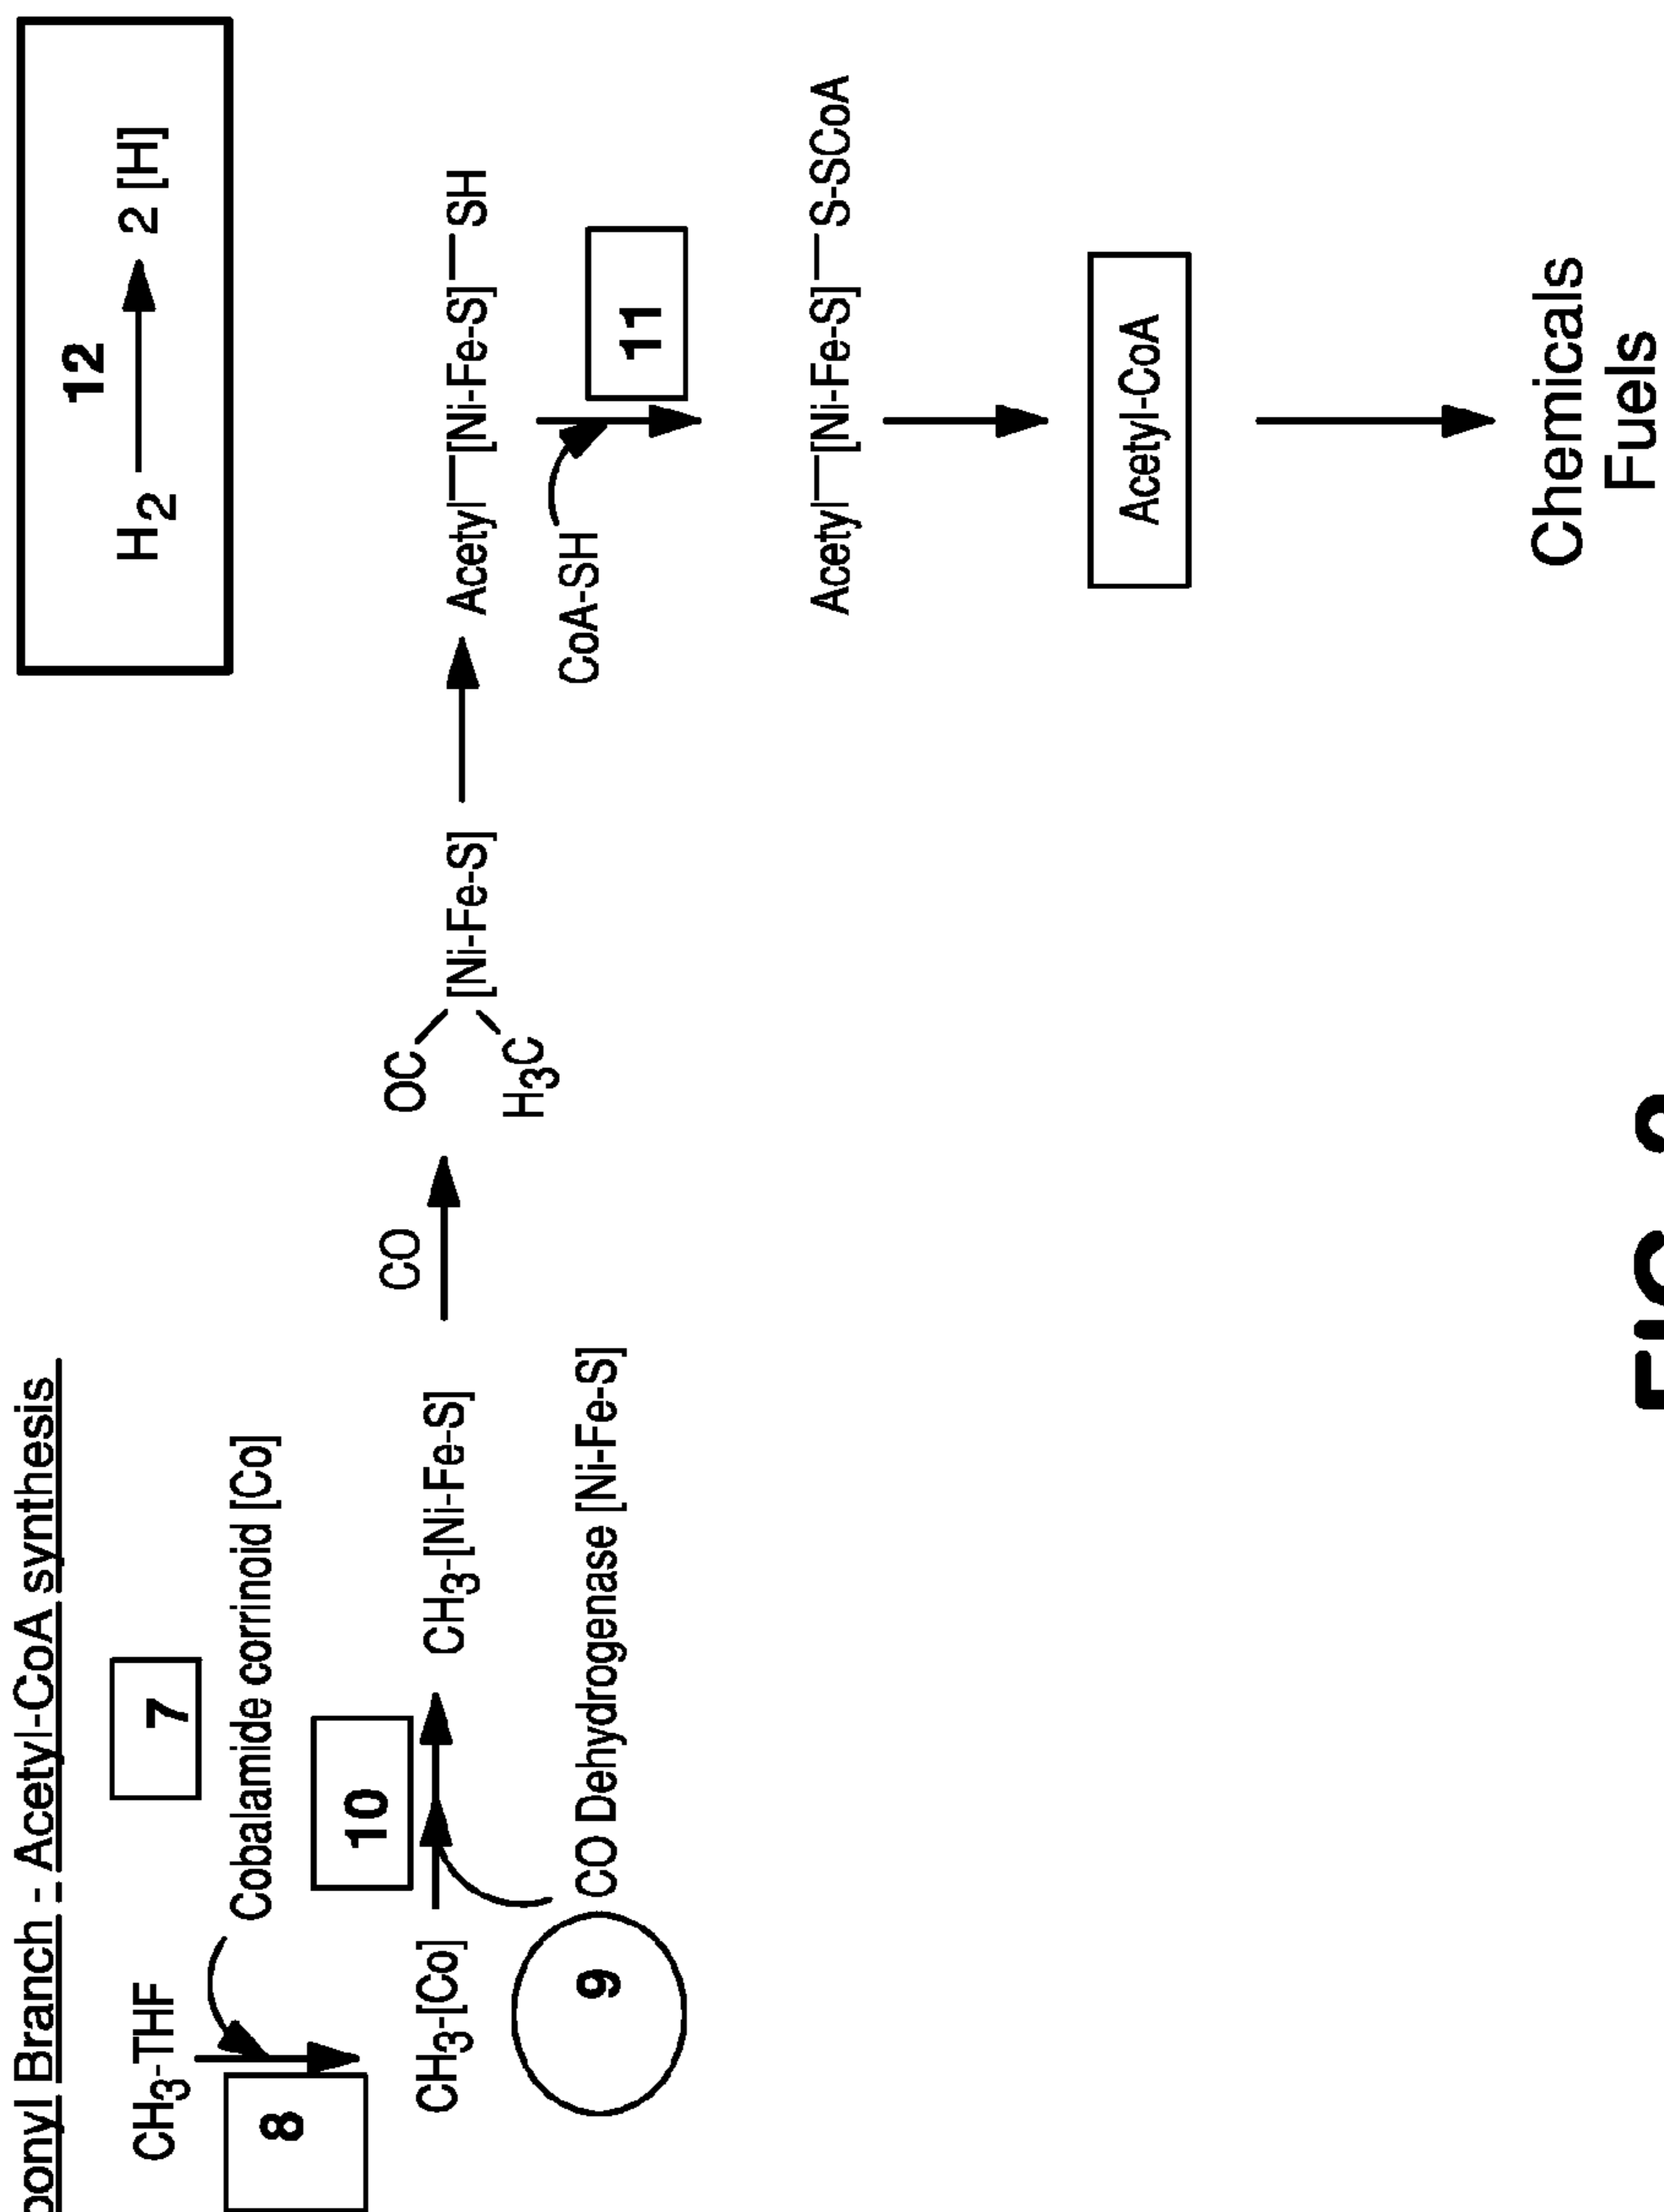 Branch - Acetyl-CoA synthesis
7
12
H2 2 [H]
CH3-THF
Cobalamide corrinoid [Co]
8
10
CO
OC
CH3-[Co]
CH3-[Ni-Fe-S]
[Ni-Fe-S]
Acetyl—[Ni-Fe-S]—SH
H3C
9
CO Dehydrogenase [Ni-Fe-S]
CoA-SH
11
Acetyl—[Ni-Fe-S]—S-SCoA
Acetyl-CoA
Chemicals
Fuels